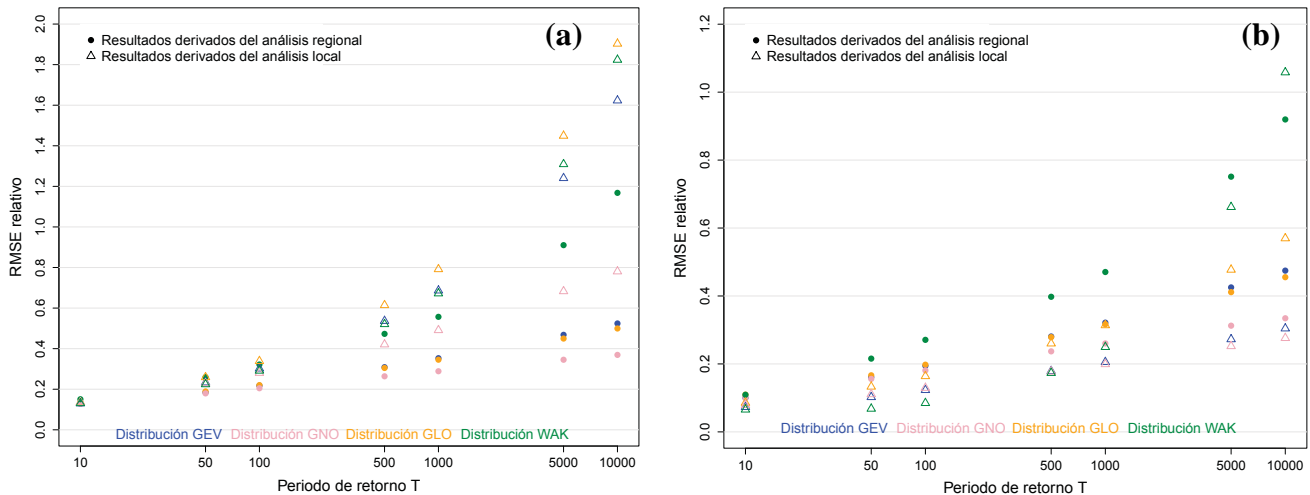 (a)
Resultados derivados del análisis regional
Resultados derivados del análisis local
RMSE relativo
2.0
1.8
1.6
1.4
1.2
1.0
0.8
0.6
0.4
0.2
0.0
Distribución GEV Distribución GNO Distribución GLO Distribución WAK
10 50 100 500 1000 5000 10000
Periodo de retorno T
(b)
Resultados derivados del análisis regional
Resultados derivados del análisis local
RMSE relativo
1.2
1.0
0.8
0.6
0.4
0.2
0.0
Distribución GEV Distribución GNO Distribución GLO Distribución WAK
10 50 100 500 1000 5000 10000
Periodo de retorno T